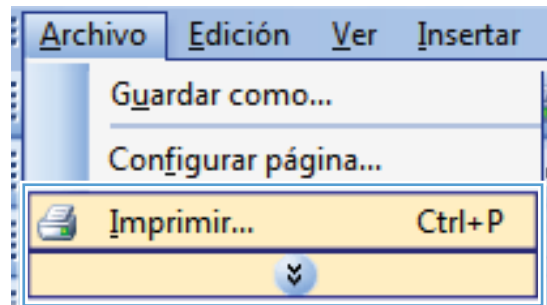 Archivo Edición Ver Insertar
Guardar como...
Configurar página...
Imprimir... Ctrl+P